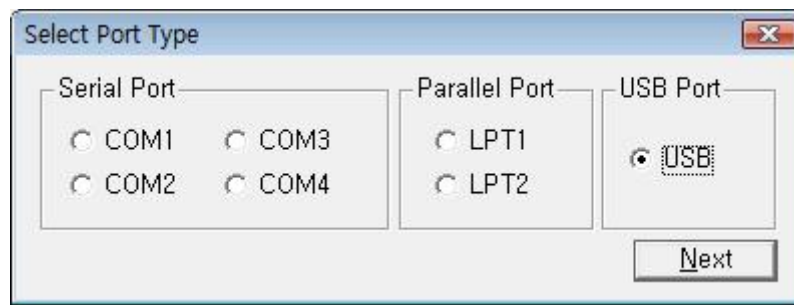 Select Port Type
Serial Port Parallel Port USB Port
COM1 COM3 LPT1 USB
COM2 COM4 LPT2
Next